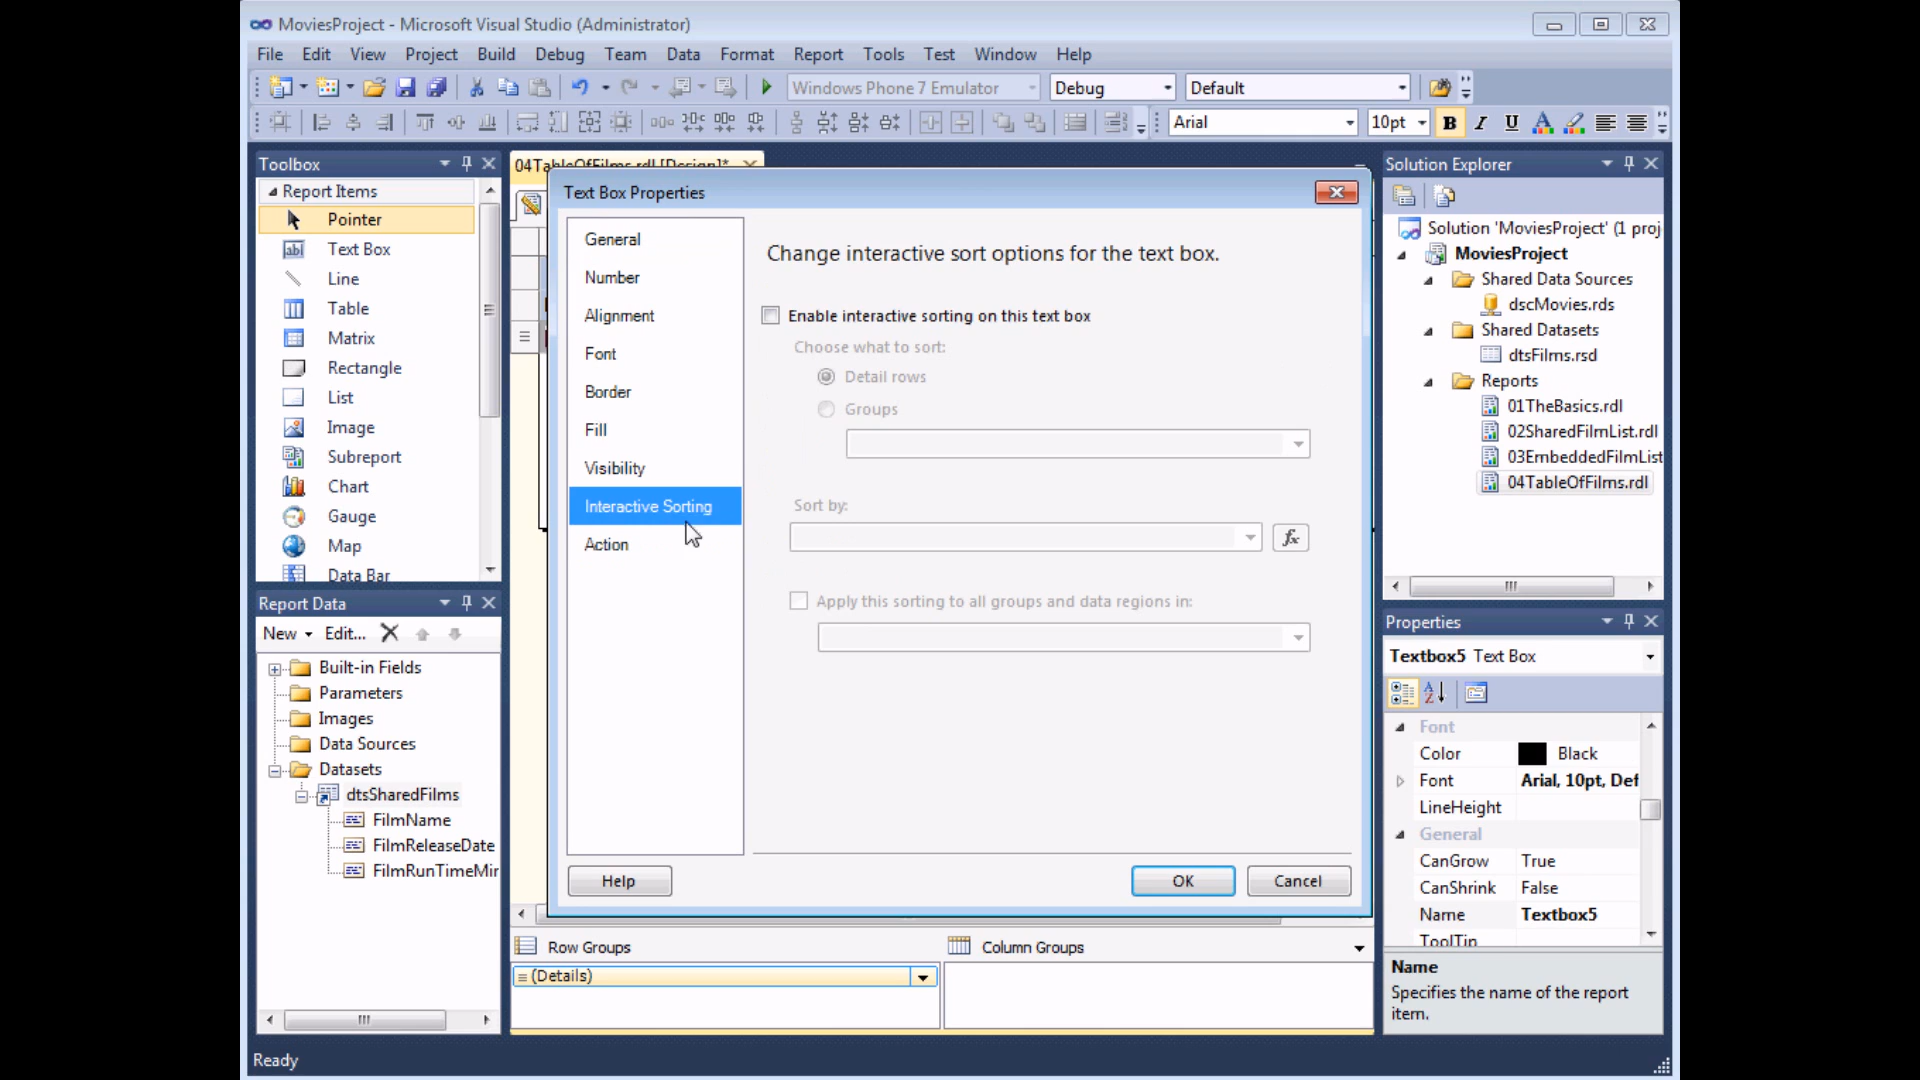 MoviesProject - Microsoft Visual Studio (Administrator)
File Edit View Project Build Debug Team Data Format Report Tools Test Window Help
Windows Phone 7 Emulator Debug Default
Arial 10pt B I U A
Toolbox
Report Items
Pointer
Text Box
Line
Table
Matrix
Rectangle
List
Image
Subreport
Chart
Gauge
Map
Data Bar
Report Data
New Edit...
Built-in Fields
Parameters
Images
Data Sources
Datasets
dtsSharedFilms
FilmName
FilmReleaseDate
FilmRunTimeMin
04TableOfFilms.rdl [Design]*
Text Box Properties
General
Number
Alignment
Font
Border
Fill
Visibility
Interactive Sorting
Action
Change interactive sort options for the text box.
Enable interactive sorting on this text box
Choose what to sort:
Detail rows
Groups
Sort by:
fx
Apply this sorting to all groups and data regions in:
Help OK Cancel
Row Groups
(Details)
Column Groups
Solution Explorer
Solution 'MoviesProject' (1 proj
MoviesProject
Shared Data Sources
dscMovies.rds
Shared Datasets
dtsFilms.rsd
Reports
01TheBasics.rdl
02SharedFilmList.rdl
03EmbeddedFilmList
04TableOfFilms.rdl
Properties
Textbox5 Text Box
Font
Color Black
Font Arial, 10pt, Def
LineHeight
General
CanGrow True
CanShrink False
Name Textbox5
ToolTip
Name
Specifies the name of the report
item.
Ready